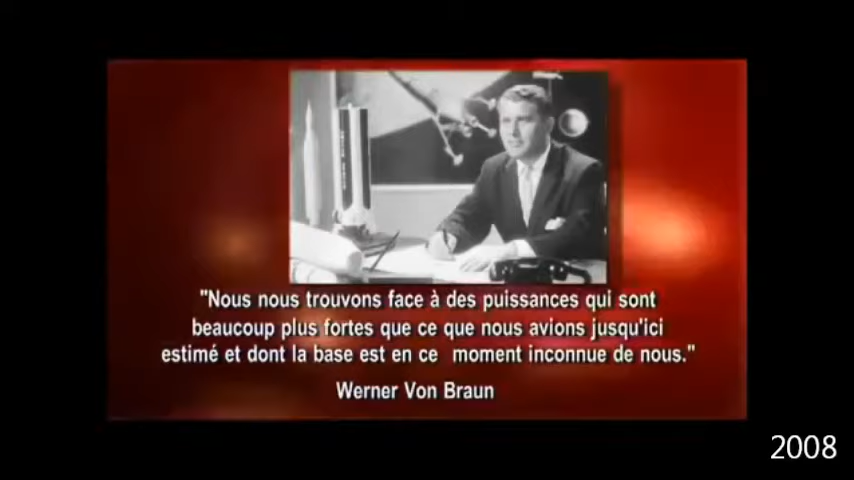 "Nous nous trouvons face à des puissances qui sont
beaucoup plus fortes que ce que nous avions jusqu'ici
estimé et dont la base est en ce moment inconnue de nous."
Werner Von Braun
2008